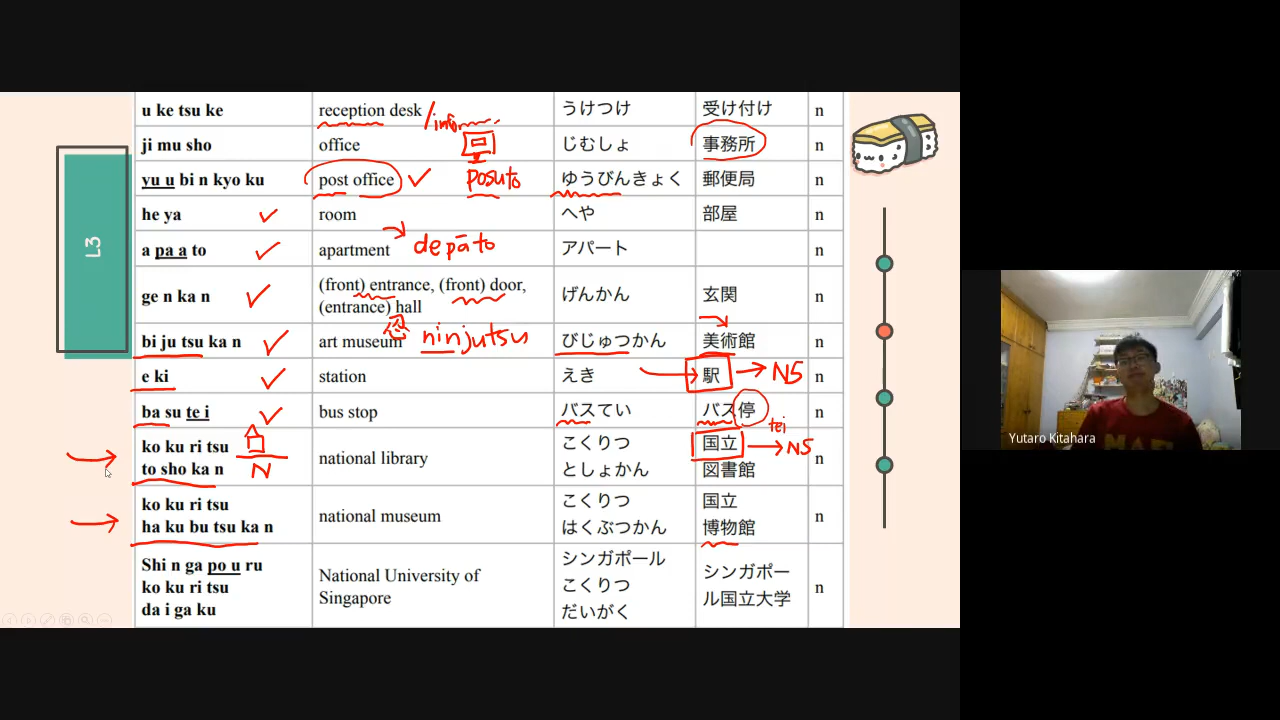 u ke tsu ke reception desk うけつけ 受け付け n
/infom
ji mu sho office じむしょ 事務所 n
yu u bi n kyo ku post office posuto ゆうびんきょく 郵便局 n
he ya room へや 部屋 n
a pa a to apartment depāto アパート n
(front) entrance, (front) door,
ge n ka n げんかん 玄関 n
(entrance) hall
L3
忍
bi ju tsu ka n art museum ninjutsu びじゅつかん 美術館 n
e ki station えき 駅 NS n
ba su te i bus stop バスてい バス停 n
tei
ko ku ri tsu こくりつ 国立 NS
national library n
to sho ka n N としょかん 図書館
ko ku ri tsu こくりつ 国立
national museum n
ha ku bu tsu ka n はくぶつかん 博物館
Shi n ga po u ru National University of シンガポール シンガポー
ko ku ri tsu Singapore こくりつ ル国立大学 n
da i ga ku だいがく
Yutaro Kitahara